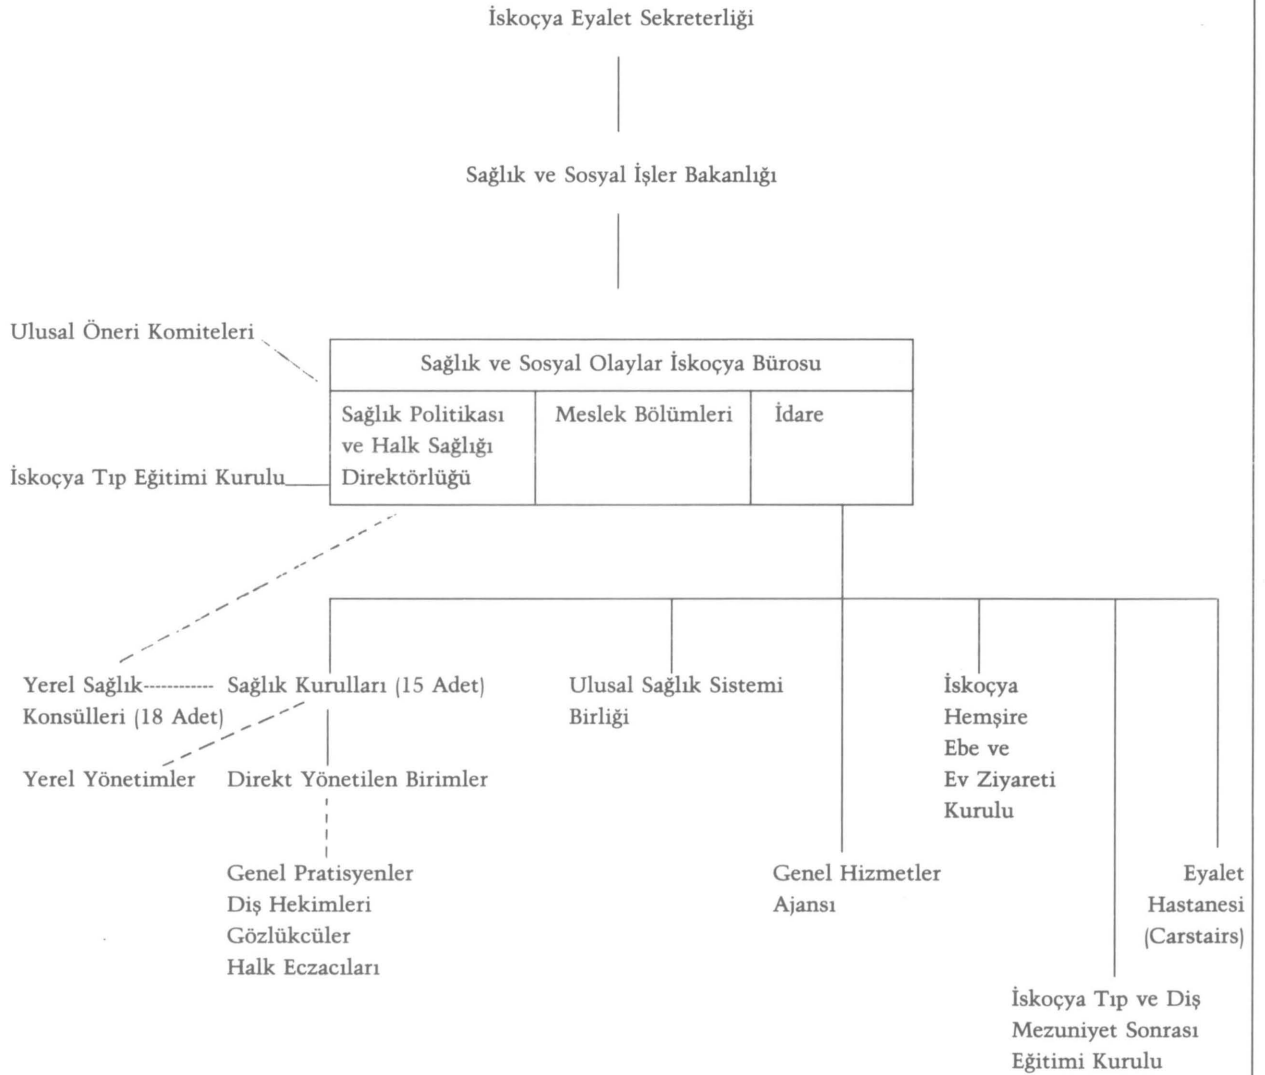 İskoçya Eyalet Sekreterliği
Sağlık ve Sosyal İşler Bakanlığı
Ulusal Öneri Komiteleri
Sağlık ve Sosyal Olaylar İskoçya Bürosu
Sağlık Politikası
ve Halk Sağlığı
Direktörlüğü
Meslek Bölümleri
İdare
İskoçya Tıp Eğitimi Kurulu
Yerel Sağlık
Konsülleri (18 Adet)
Sağlık Kurulları (15 Adet)
Ulusal Sağlık Sistemi
Birliği
İskoçya
Hemşire
Ebe ve
Ev Ziyareti
Kurulu
Yerel Yönetimler
Direkt Yönetilen Birimler
Genel Pratisyenler
Diş Hekimleri
Gözlükcüler
Halk Eczacıları
Genel Hizmetler
Ajansı
Eyalet
Hastanesi
(Carstairs)
İskoçya Tıp ve Diş
Mezuniyet Sonrası
Eğitimi Kurulu